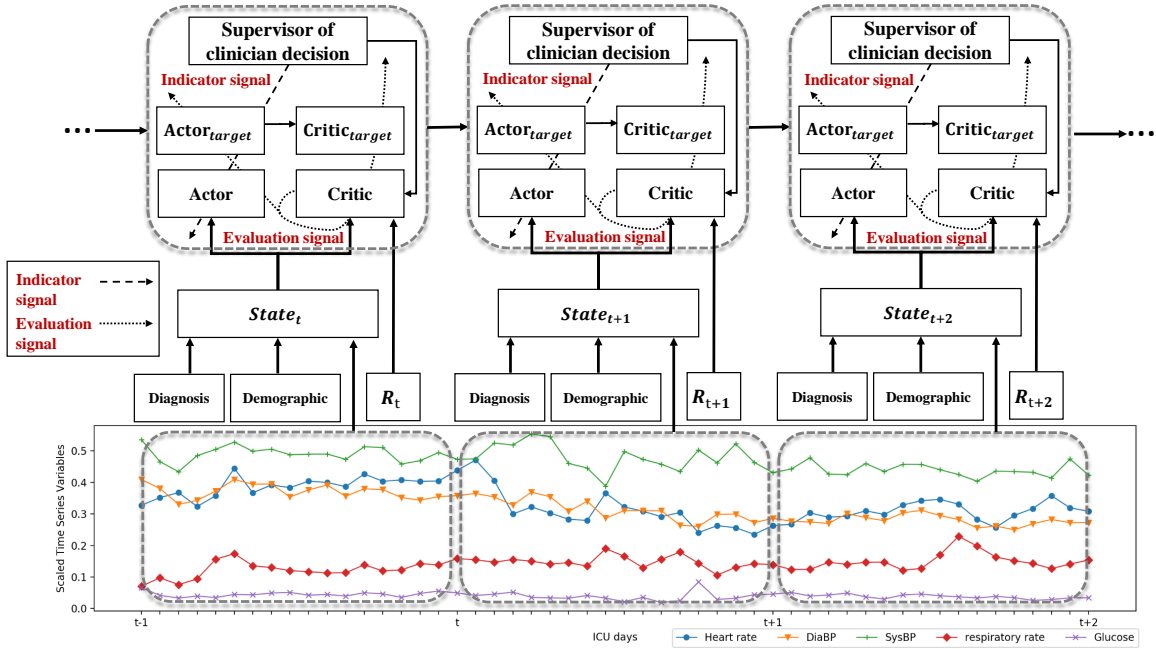 Supervisor of
clinician decision
Indicator signal
Actor_target
Critic_target
Actor
Critic
Evaluation signal
Supervisor of
clinician decision
Indicator signal
Actor_target
Critic_target
Actor
Critic
Evaluation signal
Supervisor of
clinician decision
Indicator signal
Actor_target
Critic_target
Actor
Critic
Evaluation signal
Indicator
signal
Evaluation
signal
State_t
State_t+1
State_t+2
Diagnosis
Demographic
R_t
Diagnosis
Demographic
R_t+1
Diagnosis
Demographic
R_t+2
Scaled Time Series Variables
0.5
0.4
0.3
0.2
0.1
0.0
t-1
t
t+1
t+2
ICU days
Heart rate
DiaBP
SysBP
respiratory rate
Glucose